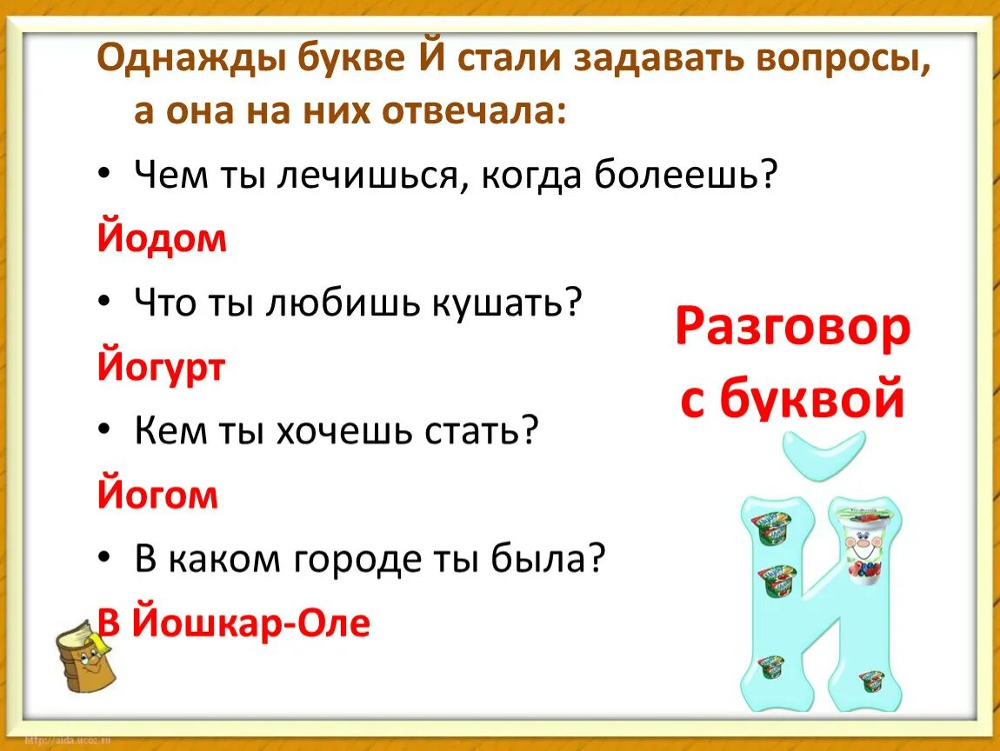 Однажды букве Й стали задавать вопросы,
а она на них отвечала:
• Чем ты лечишься, когда болеешь?
Йодом
• Что ты любишь кушать?
Йогурт
• Кем ты хочешь стать?
Йогом
• В каком городе ты была?
В Йошкар-Оле
Разговор
с буквой
Й
http://aida.ucoz.ru